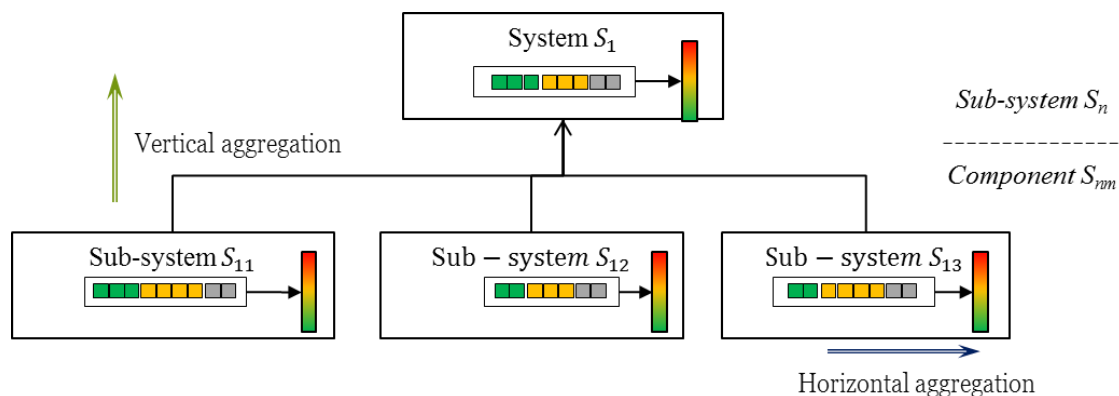 System S₁
Sub-system Sₙ
Vertical aggregation
Component Sₙₘ
Sub-system S₁₁
Sub − system S₁₂
Sub − system S₁₃
Horizontal aggregation